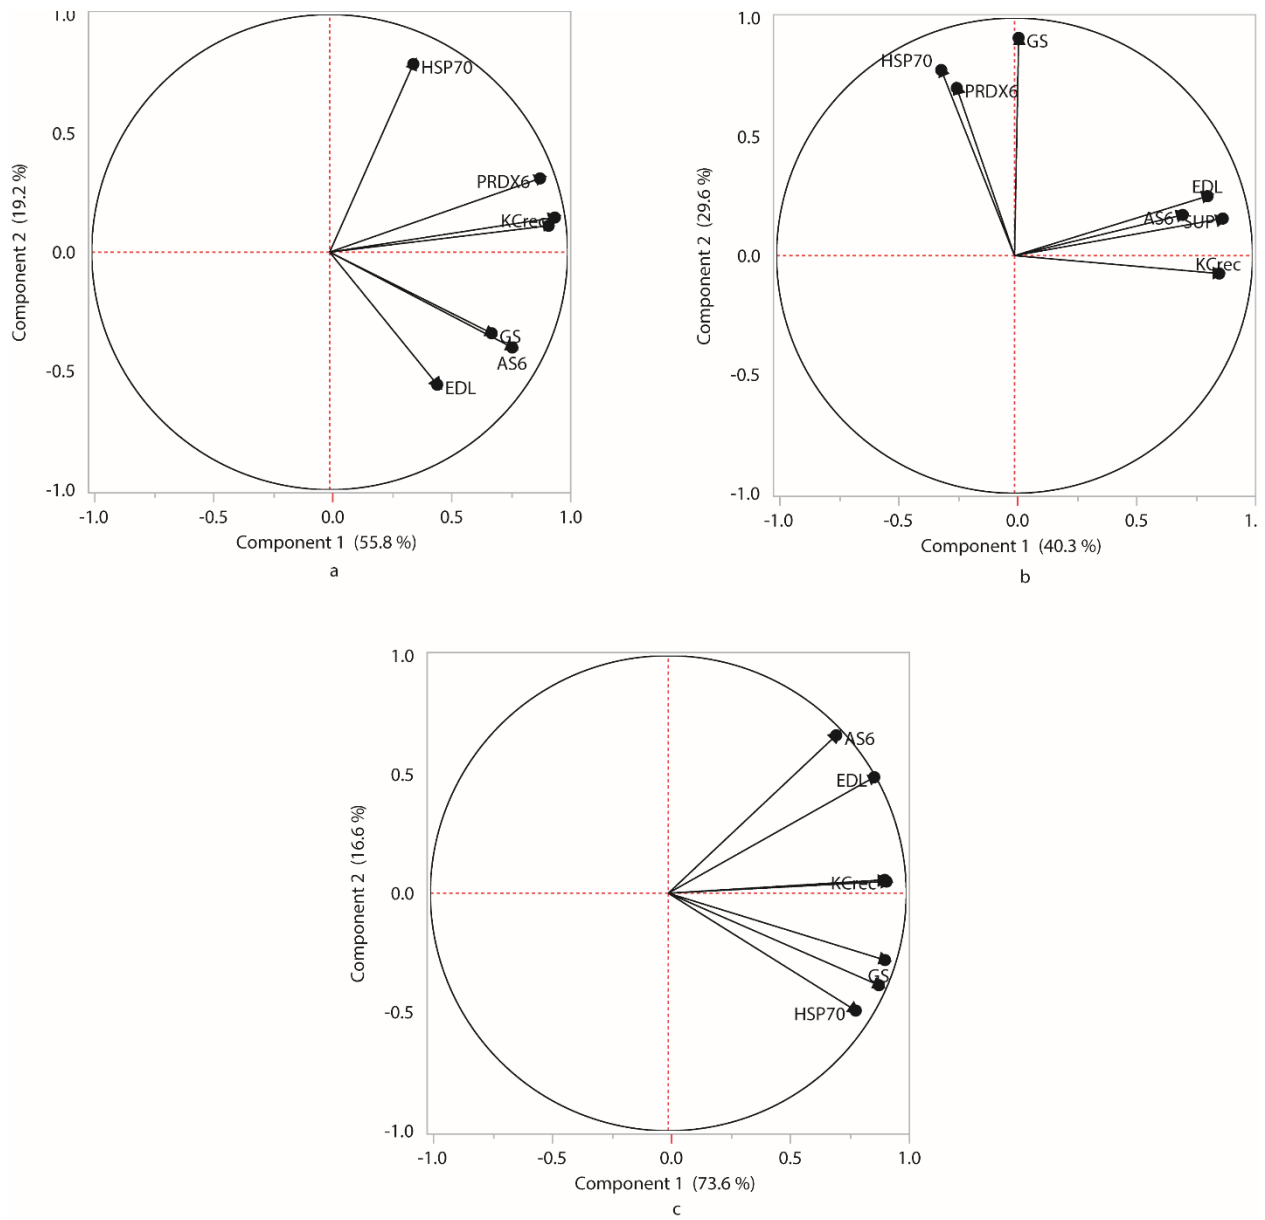 1.0
HSP70
0.5
PRDX6
KCrec
0.0
GS
AS6
EDL
-0.5
-1.0
-1.0 -0.5 0.0 0.5 1.0
Component 2 (19.2 %)
Component 1 (55.8 %)
a
1.0
GS
HSP70
PRDX6
0.5
EDL
AS6 SUP
KCrec
0.0
-0.5
-1.0
-1.0 -0.5 0.0 0.5 1.
Component 2 (29.6 %)
Component 1 (40.3 %)
b
1.0
AS6
EDL
0.5
KCrec
0.0
GS
HSP70
-0.5
-1.0
-1.0 -0.5 0.0 0.5 1.0
Component 2 (16.6 %)
Component 1 (73.6 %)
c